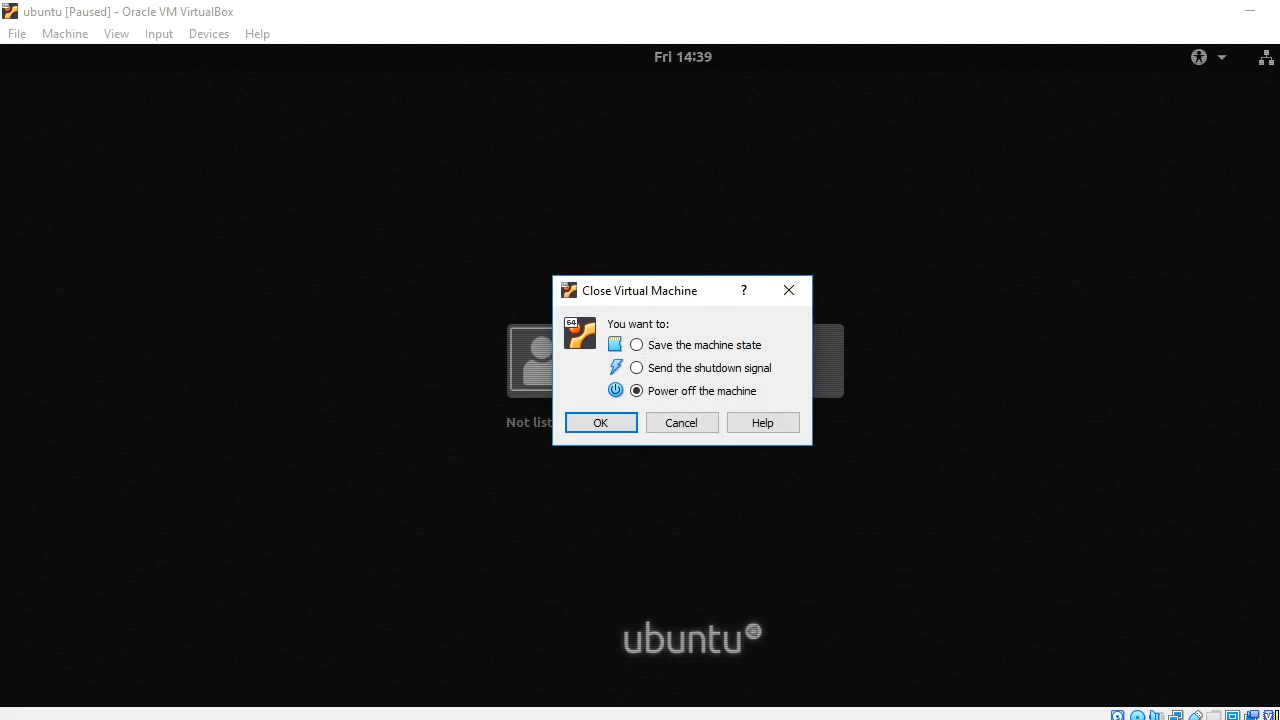 ubuntu [Paused] - Oracle VM VirtualBox
File Machine View Input Devices Help
Fri 14:39
Close Virtual Machine ?
64
You want to:
Save the machine state
Send the shutdown signal
Power off the machine
OK Cancel Help
Not list
ubuntu